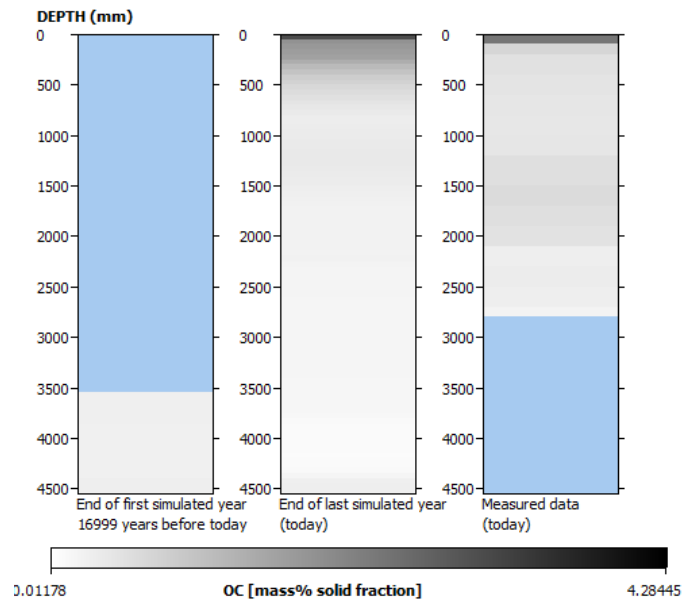 DEPTH (mm)
0 0 0
500 500 500
1000 1000 1000
1500 1500 1500
2000 2000 2000
2500 2500 2500
3000 3000 3000
3500 3500 3500
4000 4000 4000
4500 4500 4500
End of first simulated year End of last simulated year Measured data
16999 years before today (today) (today)
0.01178 OC [mass% solid fraction] 4.28445